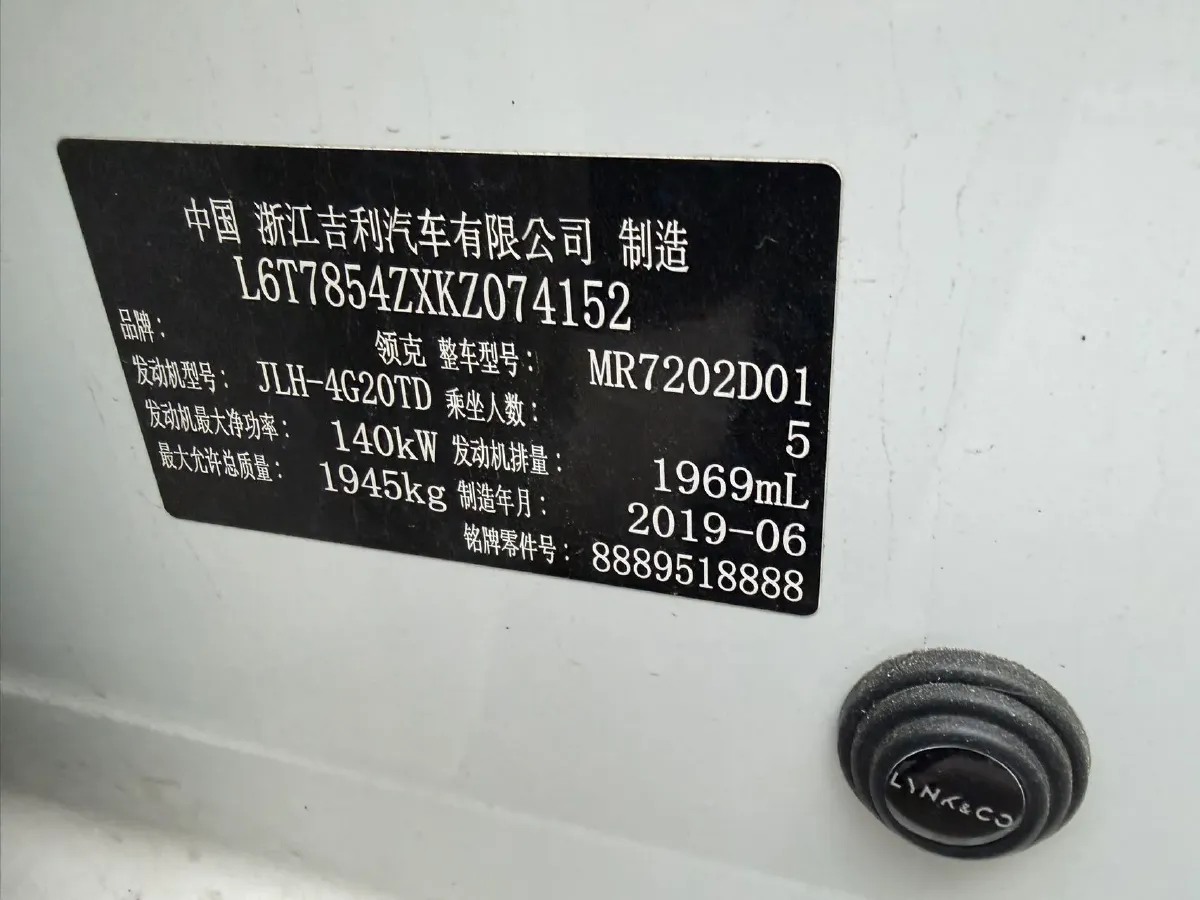 中国 浙江吉利汽车有限公司 制造
L6T7854ZXKZ074152
品牌： 领克 整车型号： MR7202D01
发动机型号： JLH-4G20TD 乘坐人数： 5
发动机最大净功率： 140kW 发动机排量： 1969mL
最大允许总质量： 1945kg 制造年月： 2019-06
铭牌零件号： 8889518888
LYNK&CO